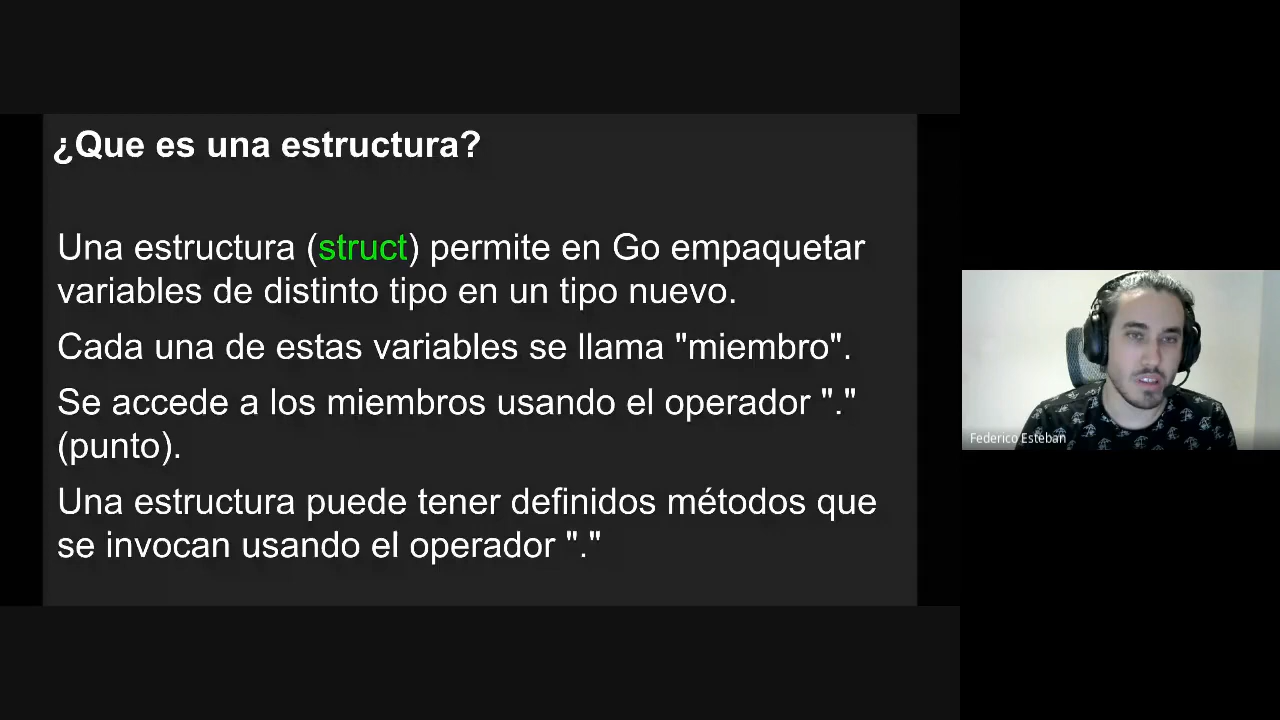 ¿Que es una estructura?
Una estructura (struct) permite en Go empaquetar
variables de distinto tipo en un tipo nuevo.
Cada una de estas variables se llama "miembro".
Se accede a los miembros usando el operador "."
(punto).
Una estructura puede tener definidos métodos que
se invocan usando el operador "."
Federico Esteban